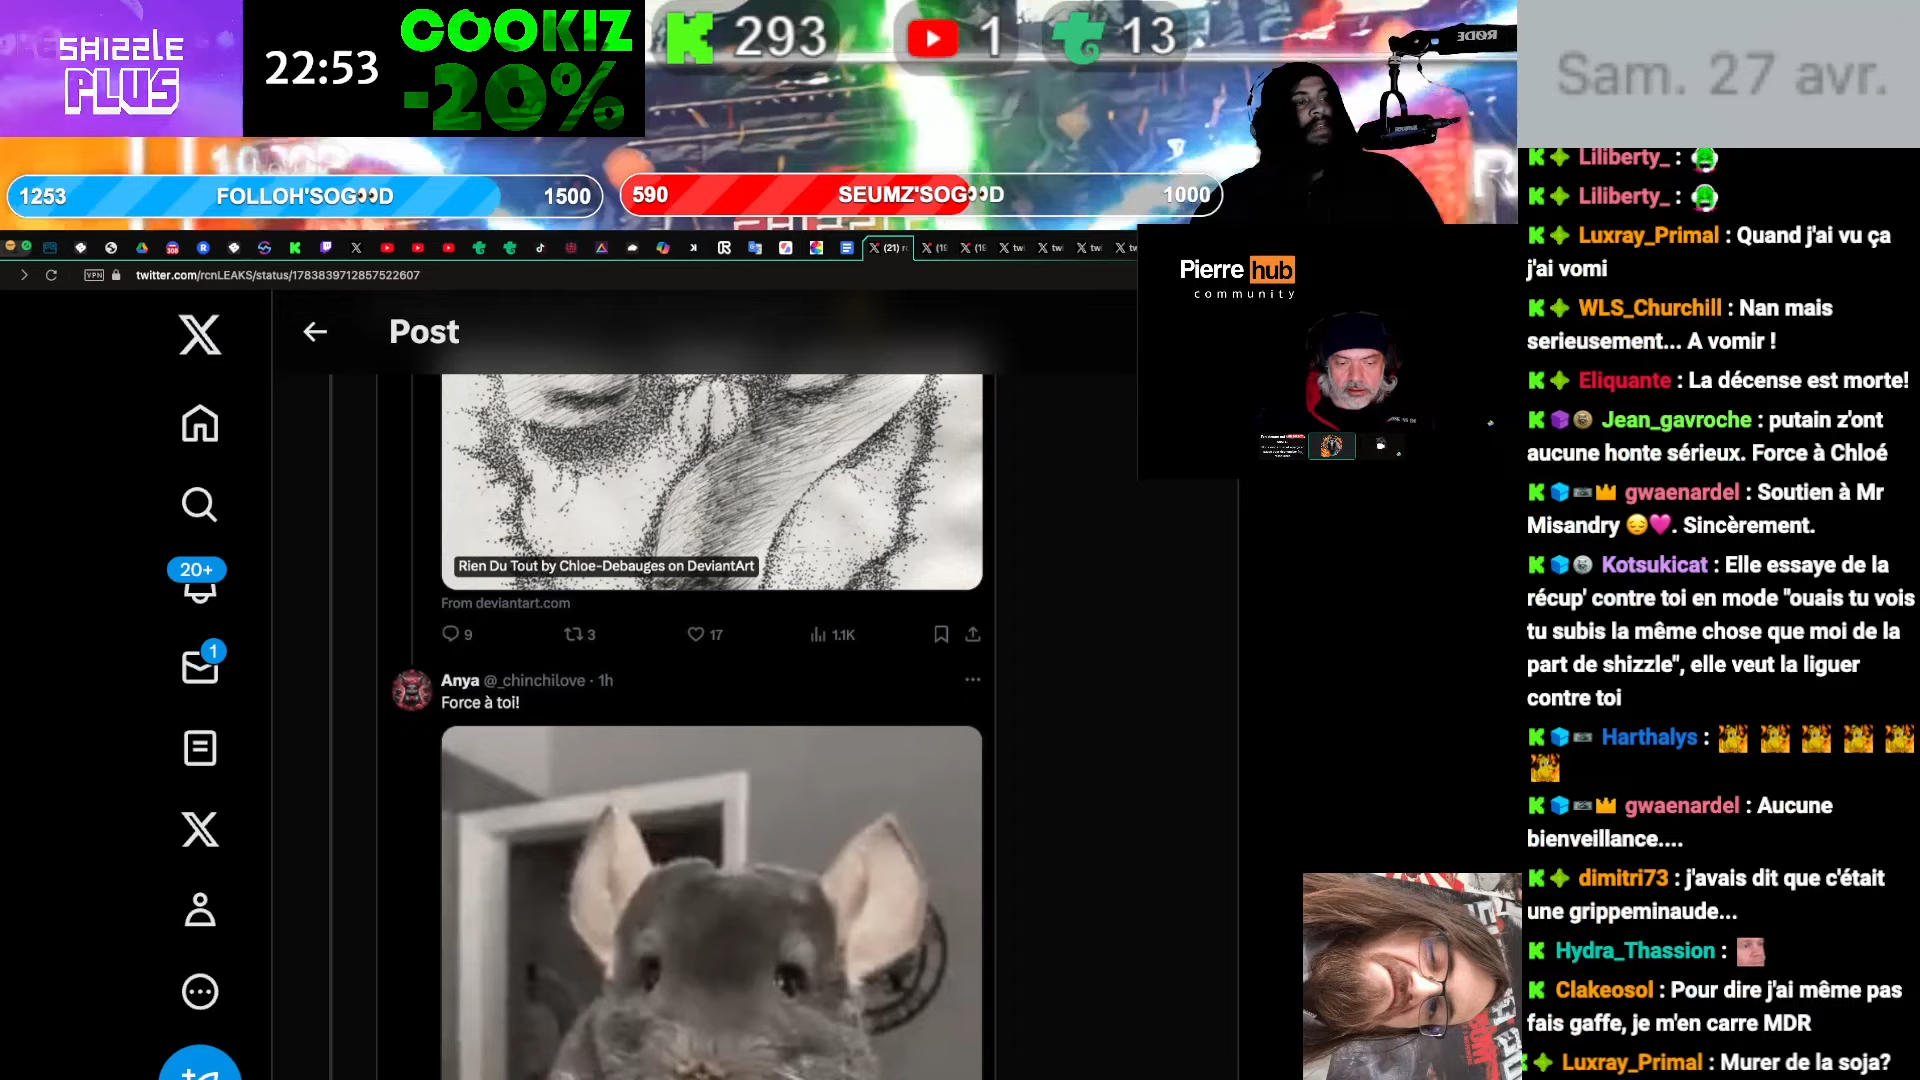 SHIZZLE
PLUS
22:53
COOKIZ
-20%
293
1
13
RØDE
Sam. 27 avr.
1253
FOLLOH'SOG👀D
1500
590
SEUMZ'SOG👀D
1000
twitter.com/rcnLEAKS/status/1783839712857522607
VPN
Pierre hub
community
Post
20+
1
Rien Du Tout by Chloe-Debauges on DeviantArt
From deviantart.com
9
3
17
1.1K
Anya @_chinchilove · 1h
Force à toi!
Liliberty_ :
Liliberty_ :
Luxray_Primal : Quand j'ai vu ça
j'ai vomi
WLS_Churchill : Nan mais
serieusement... A vomir !
Eliquante : La décense est morte!
Jean_gavroche : putain z'ont
aucune honte sérieux. Force à Chloé
gwaenardel : Soutien à Mr
Misandry 😔💗. Sincèrement.
Kotsukicat : Elle essaye de la
récup' contre toi en mode "ouais tu vois
tu subis la même chose que moi de la
part de shizzle", elle veut la liguer
contre toi
Harthalys :
gwaenardel : Aucune
bienveillance....
dimitri73 : j'avais dit que c'était
une grippeminaude...
Hydra_Thassion :
Clakeosol : Pour dire j'ai même pas
fais gaffe, je m'en carre MDR
Luxray_Primal : Murer de la soja?